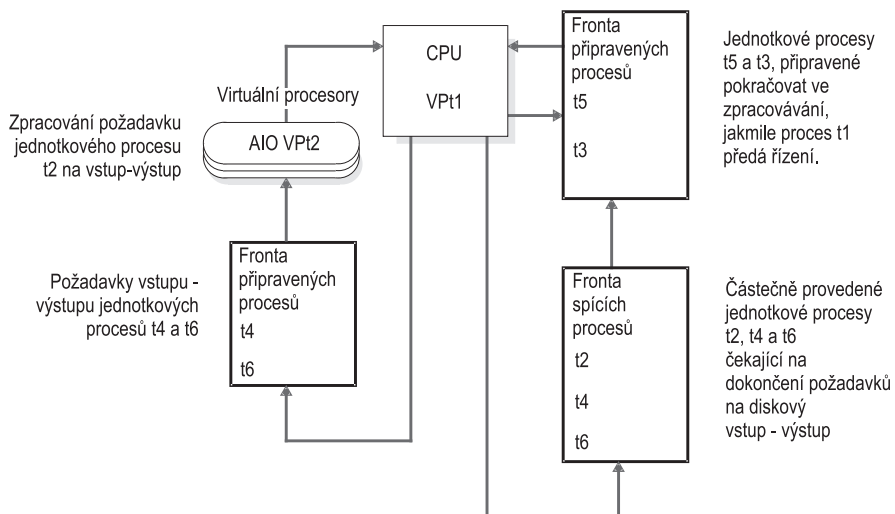 CPU
VPt1
Virtuální procesory
AIO VPt2
Zpracování požadavku
jednotkového procesu
t2 na vstup-výstup
Fronta
připravených
procesů
t5
t3
Jednotkové procesy
t5 a t3, připravené
pokračovat ve
zpracovávání,
jakmile proces t1
předá řízení.
Požadavky vstupu -
výstupu jednotkových
procesů t4 a t6
Fronta
připravených
procesů
t4
t6
Fronta
spících
procesů
t2
t4
t6
Částečně provedené
jednotkové procesy
t2, t4 a t6
čekající na
dokončení požadavků
na diskový
vstup - výstup